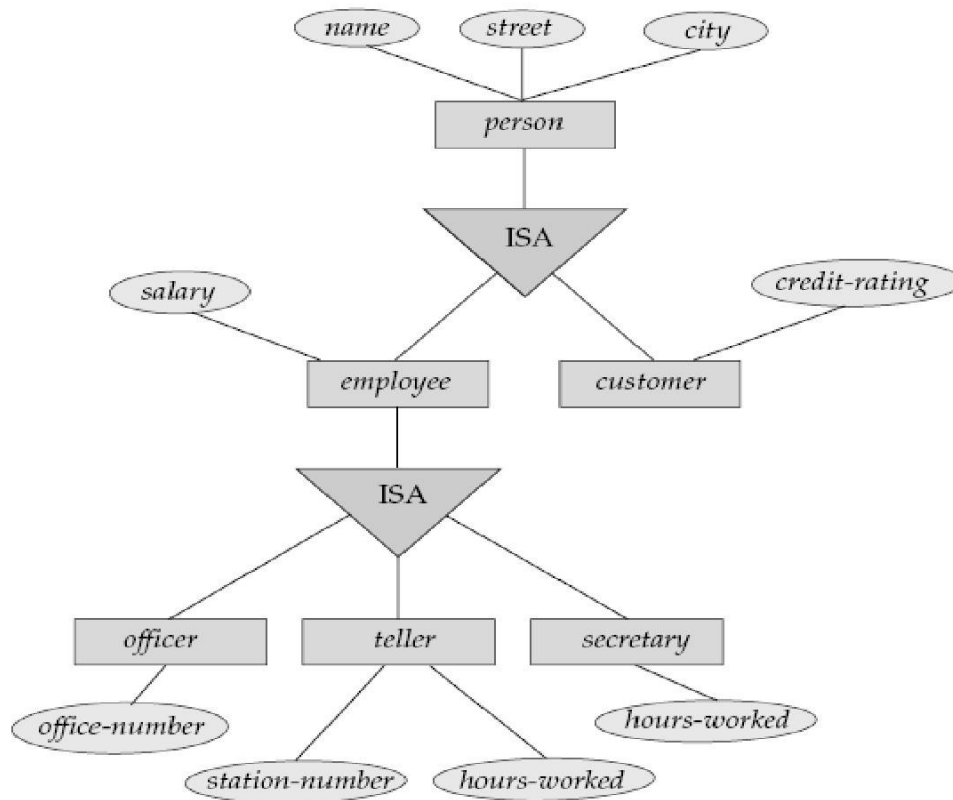 name
street
city
person
ISA
salary
credit-rating
employee
customer
ISA
officer
teller
secretary
office-number
hours-worked
station-number
hours-worked